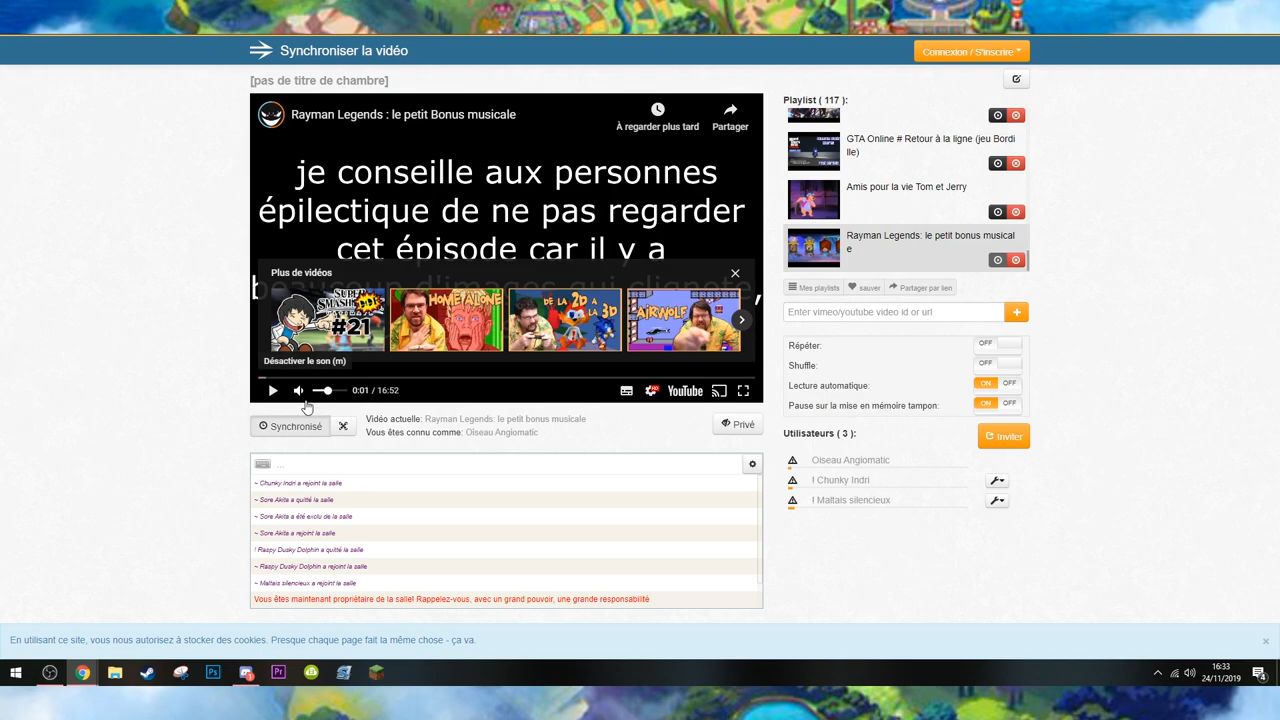 Synchroniser la vidéo
Connexion / S'inscrire
[pas de titre de chambre]
Rayman Legends : le petit Bonus musicale
À regarder plus tard
Partager
je conseille aux personnes
épilectique de ne pas regarder
cet épisode car il y a
Plus de vidéos
SUPER
SMASH
#21
HOME ALONE
DE LA 2D A
LA 3D
AIRWOLF
Désactiver le son (m)
0:01 / 16:52
YouTube
Synchronisé
Vidéo actuelle: Rayman Legends: le petit bonus musicale
Vous êtes connu comme: Oiseau Angiomatic
Privé
...
~ Chunky Indri a rejoint la salle
~ Sore Akita a quitté la salle
~ Sore Akita a été exclu de la salle
~ Sore Akita a rejoint la salle
! Raspy Dusky Dolphin a quitté la salle
~ Raspy Dusky Dolphin a rejoint la salle
~ Maltais silencieux a rejoint la salle
Vous êtes maintenant propriétaire de la salle! Rappelez-vous, avec un grand pouvoir, une grande responsabilité
Playlist ( 117 ):
GTA Online # Retour à la ligne (jeu Bordi
lle)
Amis pour la vie Tom et Jerry
Rayman Legends: le petit bonus musical
e
Mes playlists
sauver
Partager par lien
Enter vimeo/youtube video id or url
+
Répéter:
OFF
Shuffle:
OFF
Lecture automatique:
ON OFF
Pause sur la mise en mémoire tampon:
ON OFF
Utilisateurs ( 3 ):
Inviter
Oiseau Angiomatic
! Chunky Indri
! Maltais silencieux
En utilisant ce site, vous nous autorisez à stocker des cookies. Presque chaque page fait la même chose - ça va.
×
Ps
Pr
16:33
24/11/2019
4